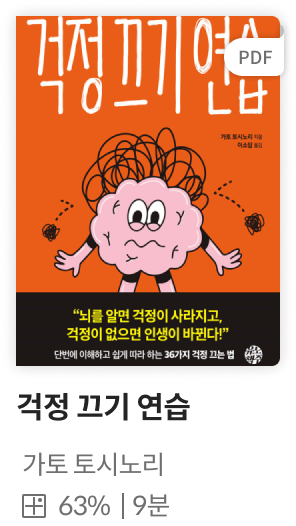 걱정 끄기 연습
PDF
가토 토시노리 지음
이소담 옮김
“뇌를 알면 걱정이 사라지고,
걱정이 없으면 인생이 바뀐다!”
단번에 이해하고 쉽게 따라 하는 36가지 걱정 끄는 법
걱정 끄기 연습
가토 토시노리
63% | 9분